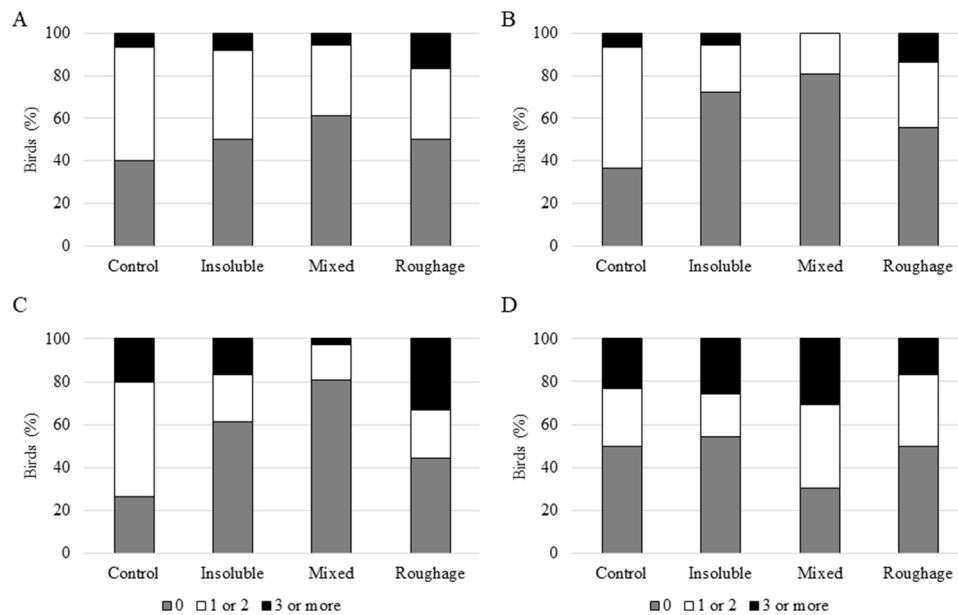 A
B
100
80
60
40
20
0
Birds (%)
Control Insoluble Mixed Roughage
100
80
60
40
20
0
Birds (%)
Control Insoluble Mixed Roughage
C
D
100
80
60
40
20
0
Birds (%)
Control Insoluble Mixed Roughage
0 1 or 2 3 or more
100
80
60
40
20
0
Birds (%)
Control Insoluble Mixed Roughage
0 1 or 2 3 or more